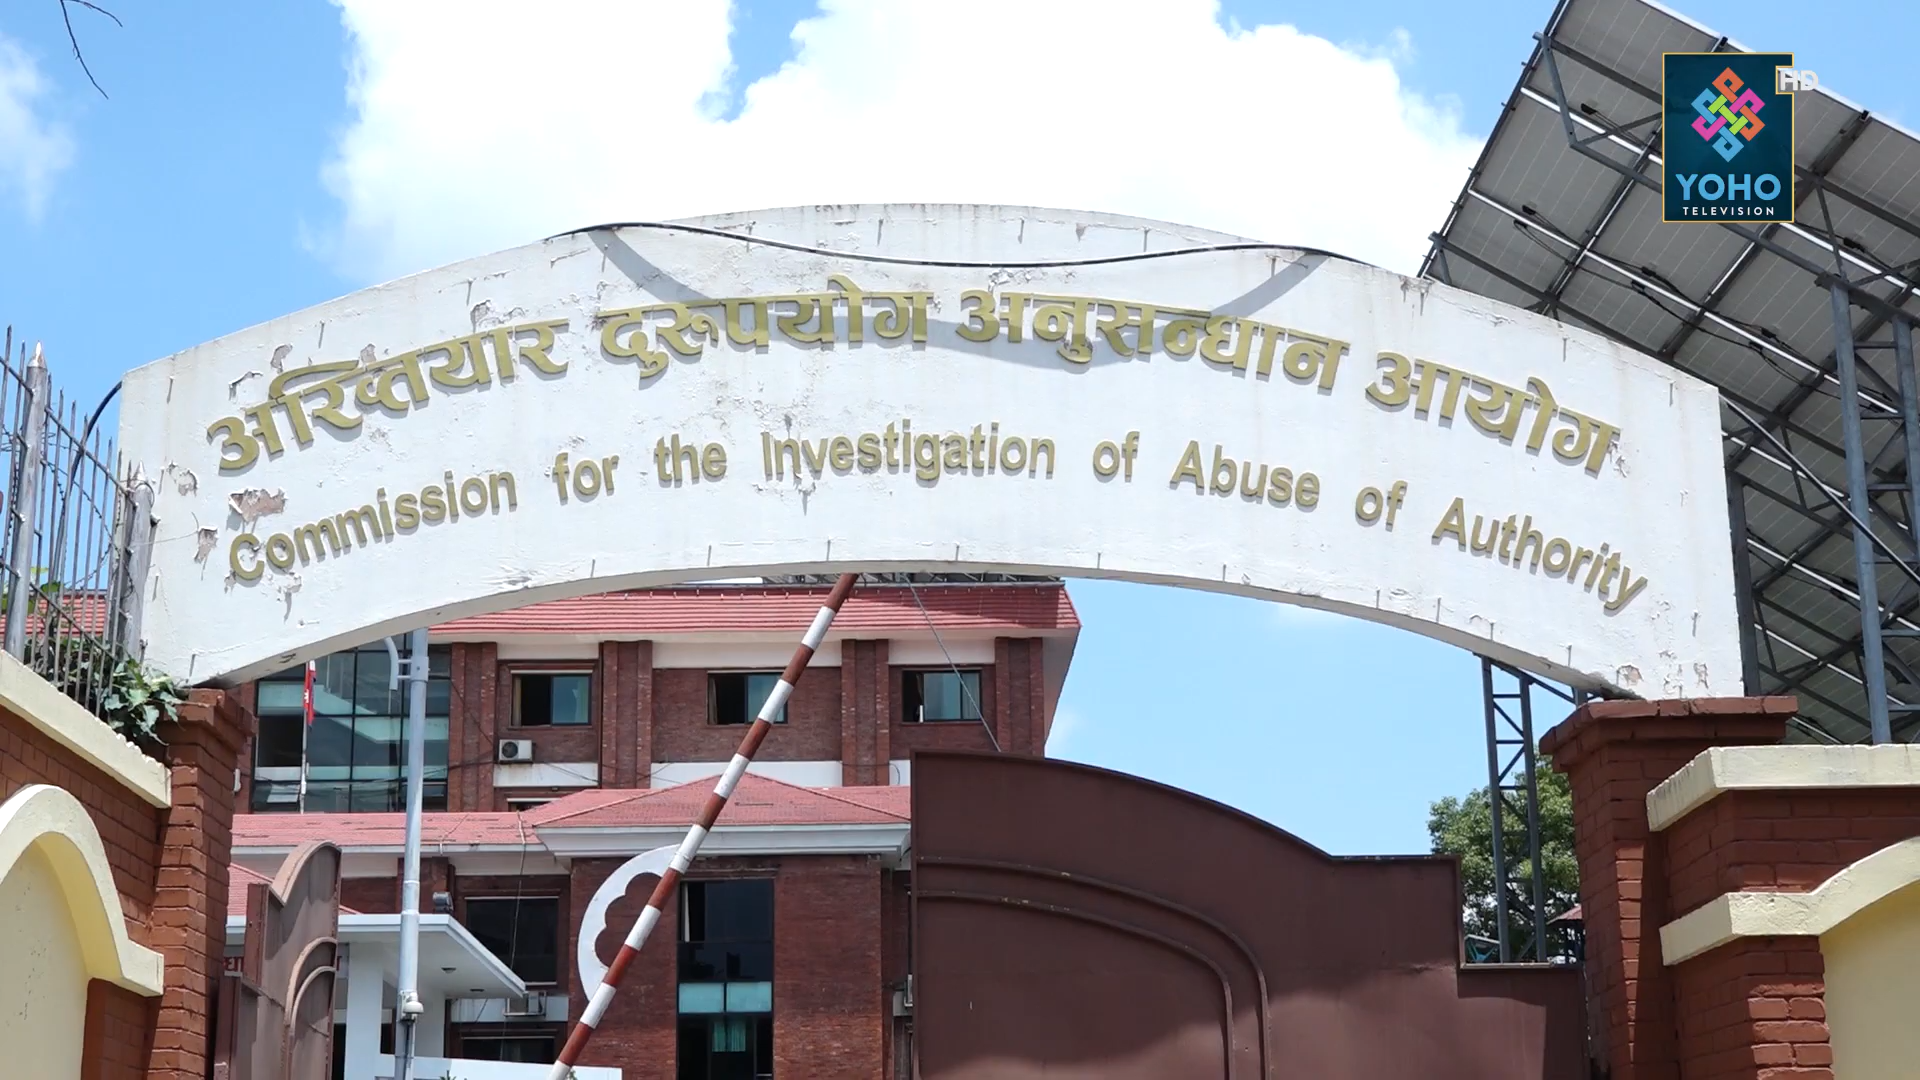 HD
YOHO
TELEVISION
अख्तियार दुरूपयोग अनुसन्धान आयोग
Commission for the Investigation of Abuse of Authority